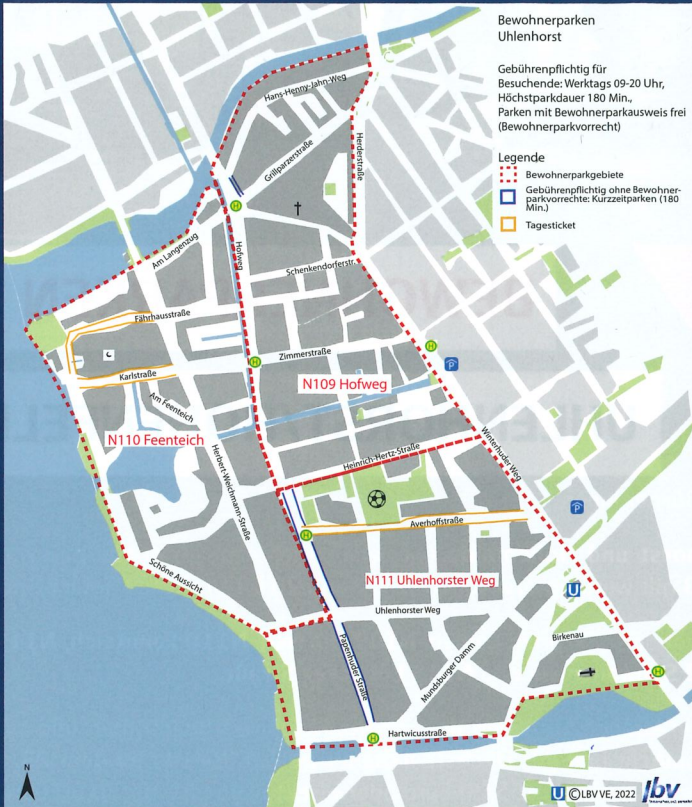 Bewohnerparken
Uhlenhorst
Gebührenpflichtig für
Besuchende: Werktags 09-20 Uhr,
Höchstparkdauer 180 Min.,
Parken mit Bewohnerparkausweis frei
(Bewohnerparkvorrecht)
Legende
Bewohnerparkgebiete
Gebührenpflichtig ohne Bewohner-
parkvorrechte: Kurzzeitparken (180
Min.)
Tagesticket
Hans-Henny-Jahn-Weg
Grillparzerstraße
Herderstraße
H
Hofweg
Am Langenzug
Schenkendorferstr.
Fährhausstraße
Zimmerstraße
H
H
P
Karlstraße
N109 Hofweg
Am Feenteich
N110 Feenteich
Herbert-Weichmann-Straße
Heinrich-Hertz-Straße
Winterhuder Weg
P
Averhoffstraße
H
Schöne Aussicht
N111 Uhlenhorster Weg
U
Uhlenhorster Weg
Birkenau
Papenhuder Straße
Mundsburger Damm
H
Hartwicusstraße
H
N
U
©LBV VE, 2022
lbv